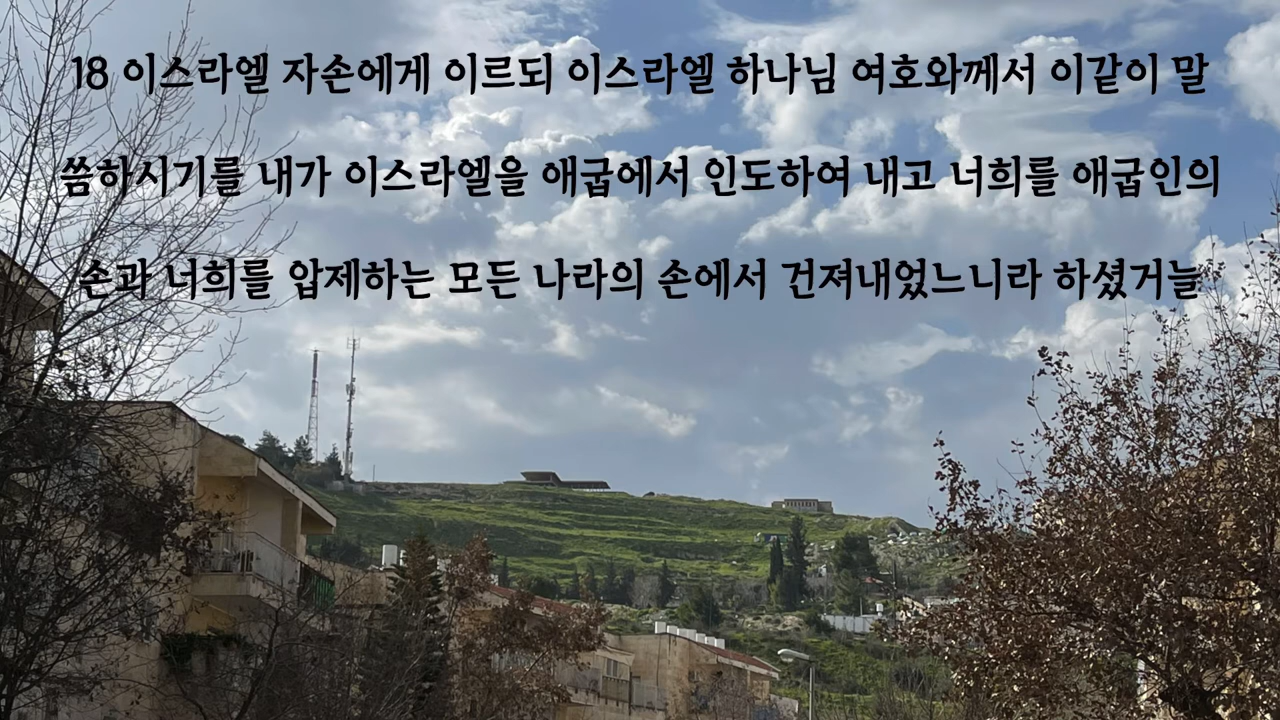 18 이스라엘 자손에게 이르되 이스라엘 하나님 여호와께서 이같이 말
씀하시기를 내가 이스라엘을 애굽에서 인도하여 내고 너희를 애굽인의
손과 너희를 압제하는 모든 나라의 손에서 건져내었느니라 하셨거늘